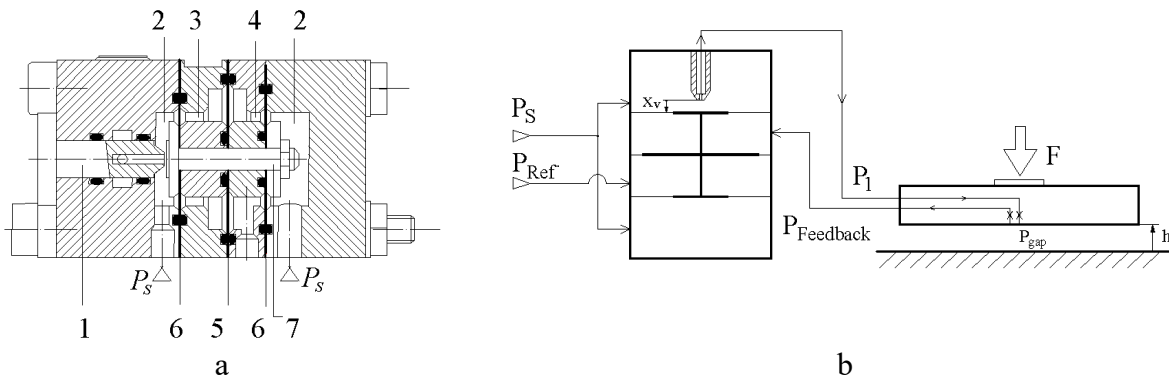 2 3 4 2
P_S P_S
1 6 5 6 7
a
X_v
P_S
P_Ref
F
P_1
P_Feedback
P_gap
h
b